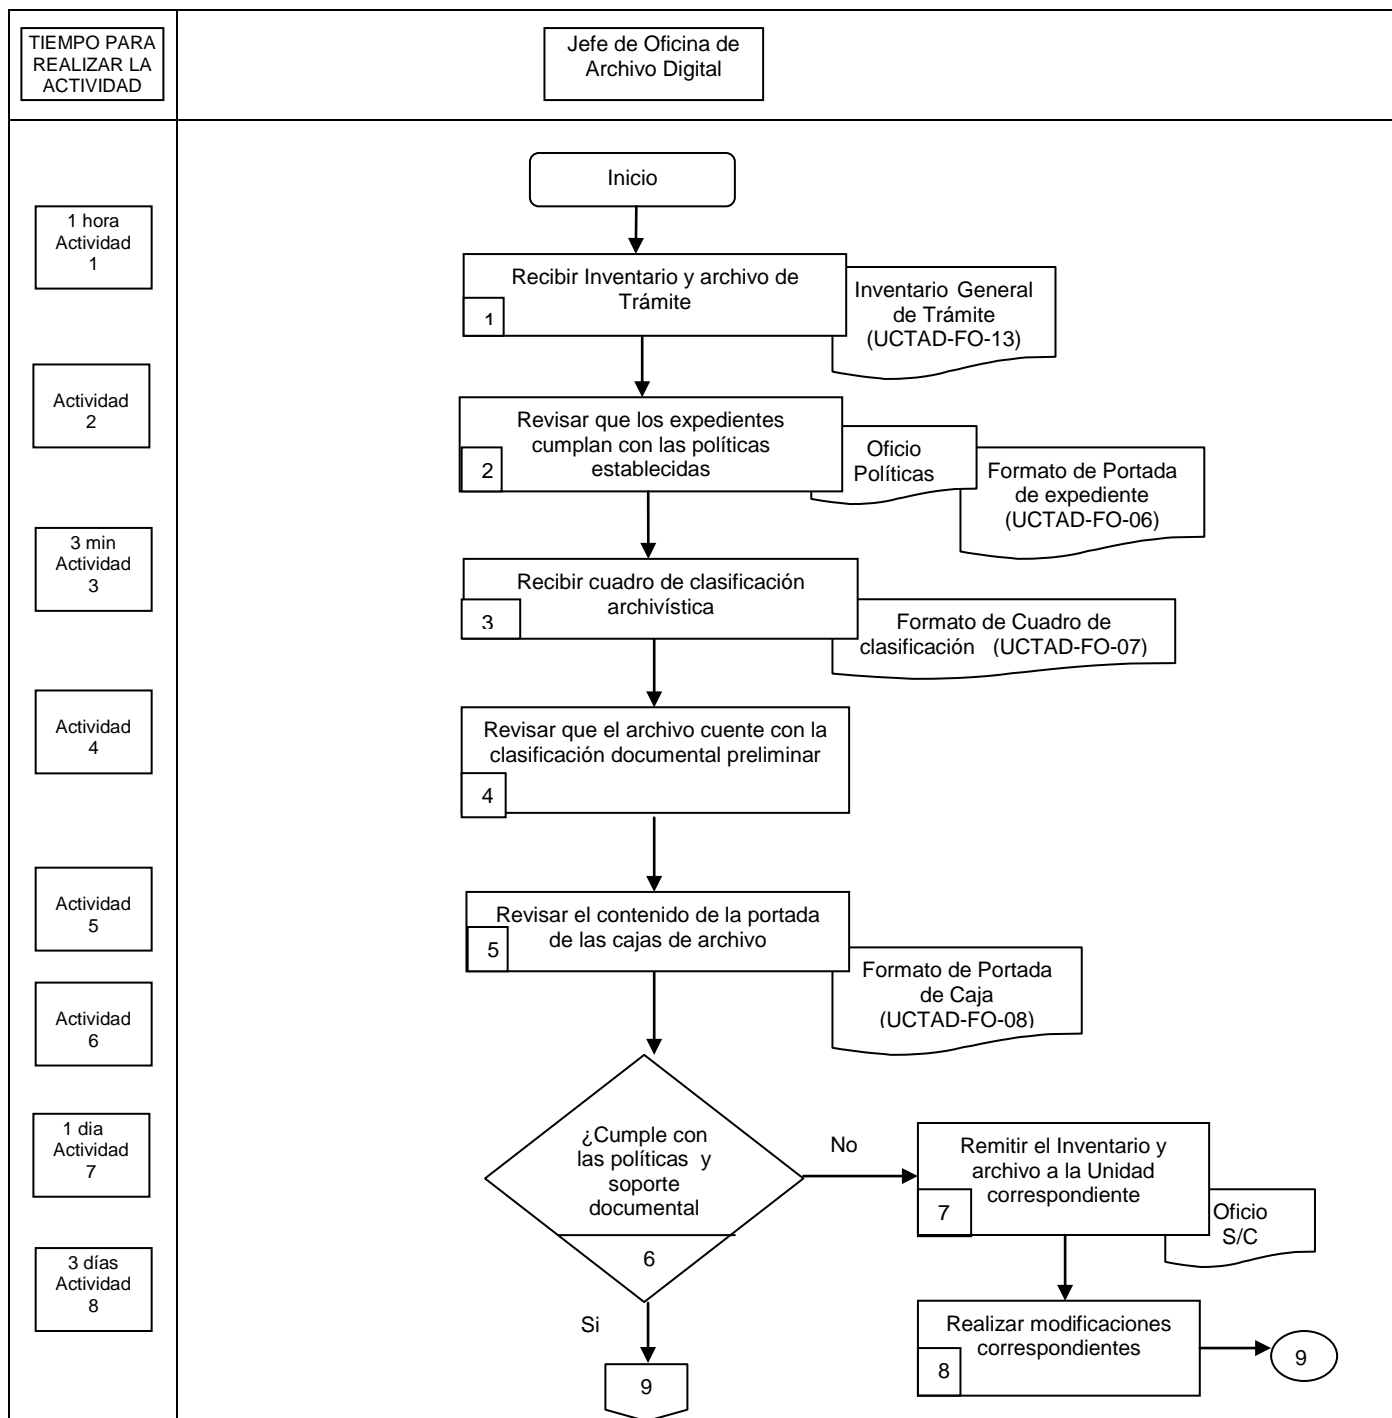 TIEMPO PARA
REALIZAR LA
ACTIVIDAD
Jefe de Oficina de
Archivo Digital
Inicio
1 hora
Actividad
1
Recibir Inventario y archivo de
Trámite
1
Inventario General
de Trámite
(UCTAD-FO-13)
Actividad
2
Revisar que los expedientes
cumplan con las políticas
establecidas
2
Oficio
Políticas
Formato de Portada
de expediente
(UCTAD-FO-06)
3 min
Actividad
3
Recibir cuadro de clasificación
archivística
3
Formato de Cuadro de
clasificación (UCTAD-FO-07)
Actividad
4
Revisar que el archivo cuente con la
clasificación documental preliminar
4
Actividad
5
Revisar el contenido de la portada
de las cajas de archivo
5
Formato de Portada
de Caja
(UCTAD-FO-08)
Actividad
6
¿Cumple con
las políticas y
soporte
documental
6
No
Si
1 dia
Actividad
7
Remitir el Inventario y
archivo a la Unidad
correspondiente
7
Oficio
S/C
3 días
Actividad
8
Realizar modificaciones
correspondientes
8
9
9